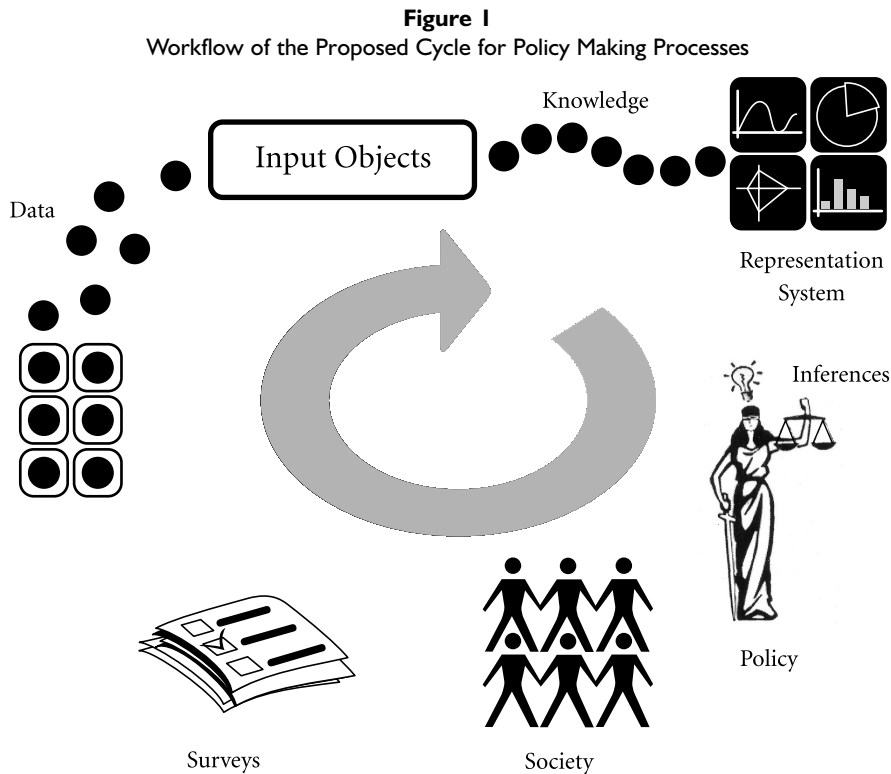 Figure 1
Workflow of the Proposed Cycle for Policy Making Processes
Knowledge
Input Objects
Data
Representation
System
Inferences
Policy
Surveys
Society